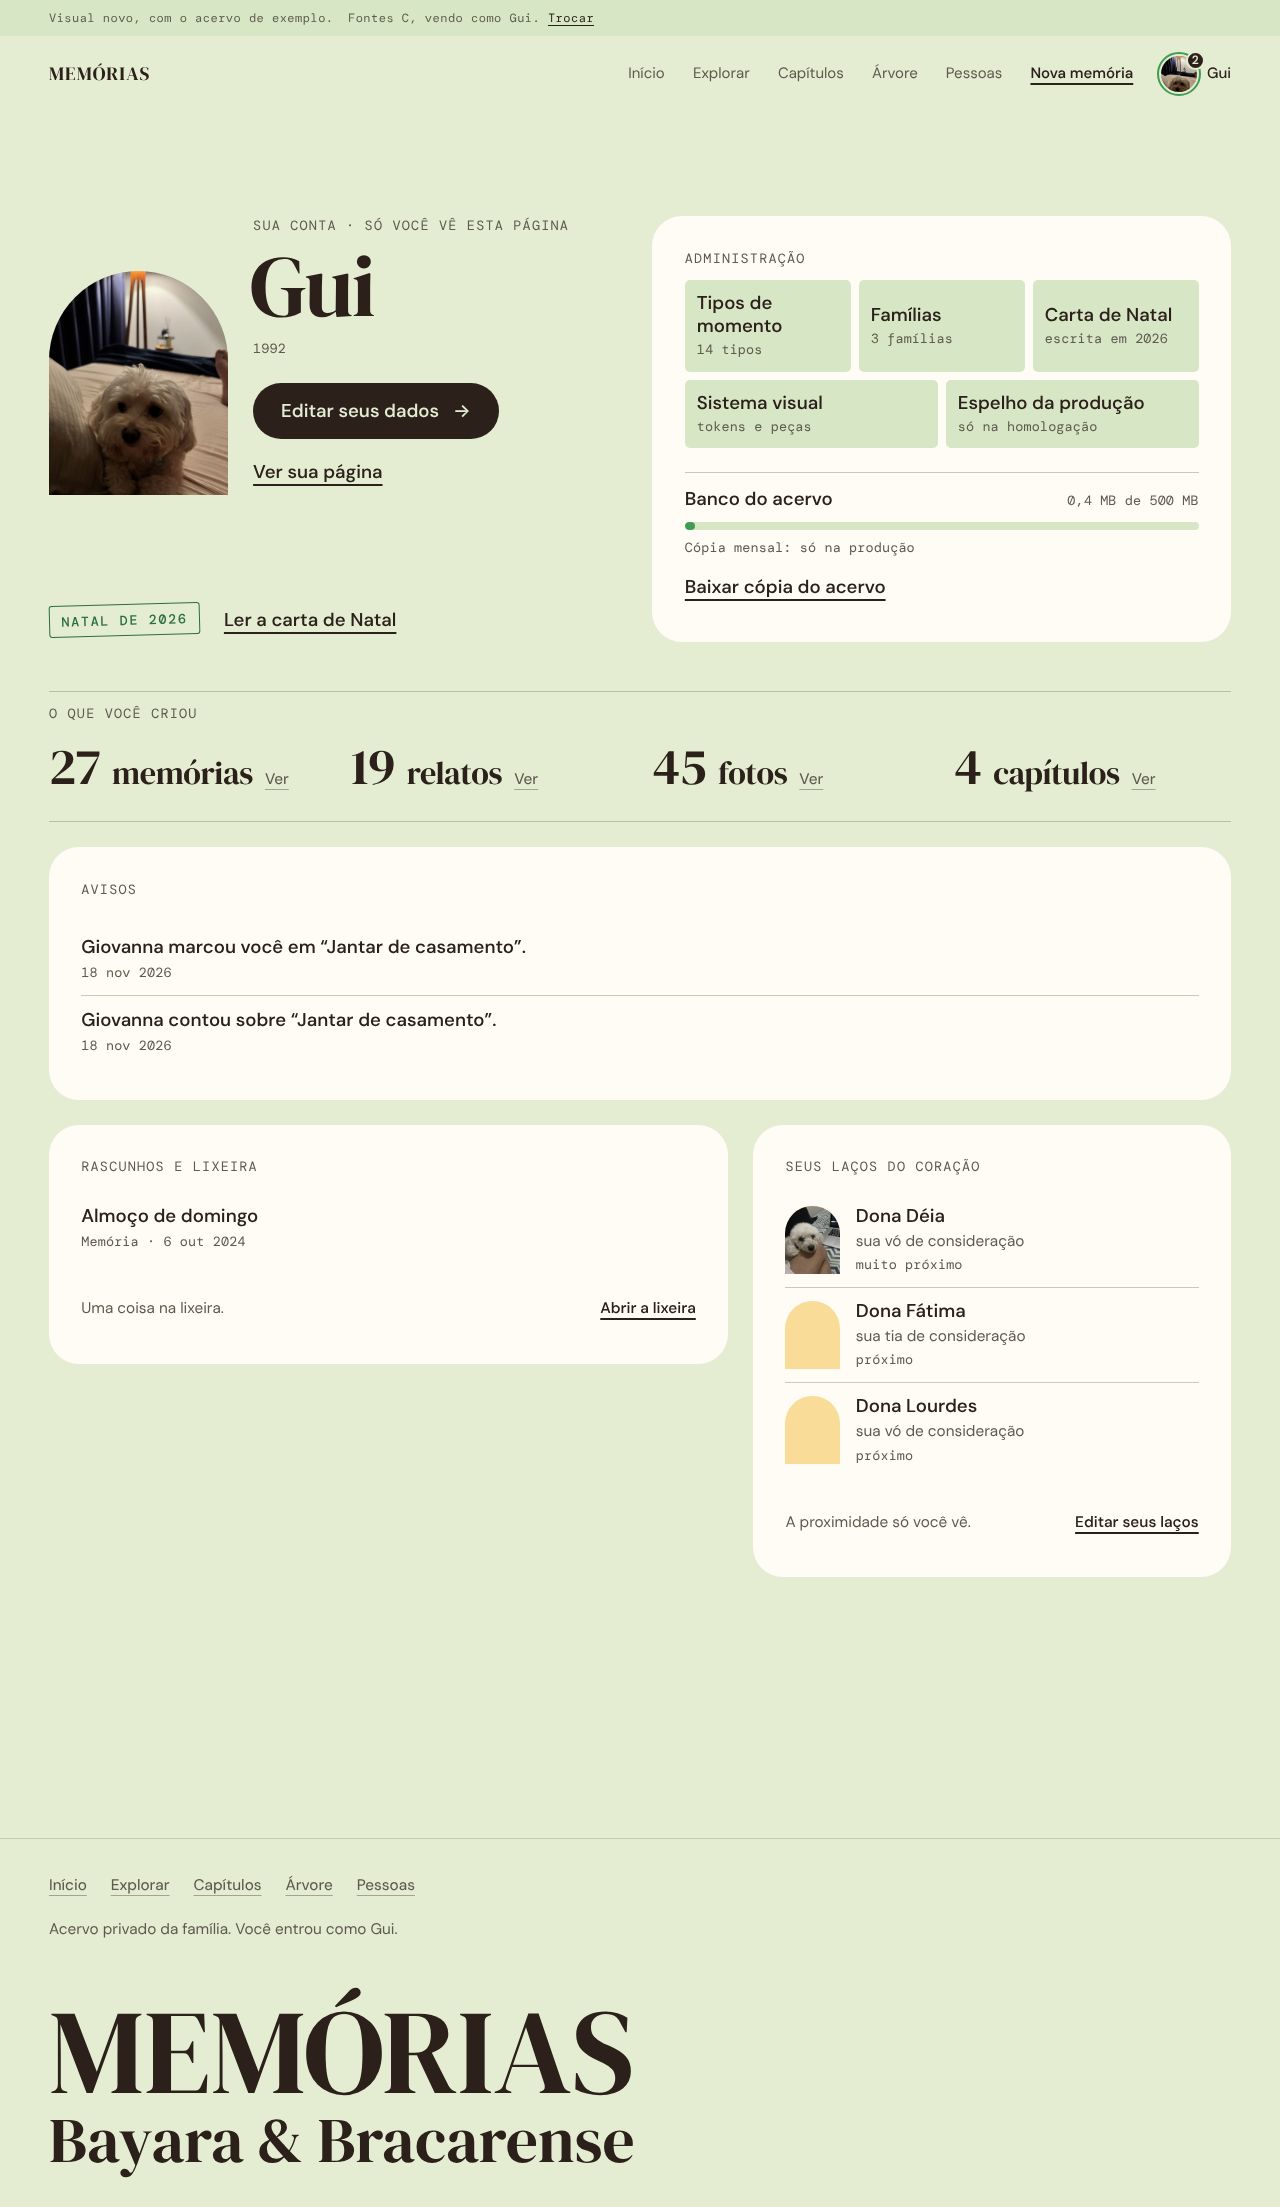 Visual novo, com o acervo de exemplo. Fontes C, vendo como Gui. Trocar
MEMÓRIAS
Início Explorar Capítulos Árvore Pessoas Nova memória 2 Gui
SUA CONTA · SÓ VOCÊ VÊ ESTA PÁGINA
Gui
1992
Editar seus dados →
Ver sua página
NATAL DE 2026 Ler a carta de Natal
ADMINISTRAÇÃO
Tipos de
momento
14 tipos
Famílias
3 famílias
Carta de Natal
escrita em 2026
Sistema visual
tokens e peças
Espelho da produção
só na homologação
Banco do acervo 0,4 MB de 500 MB
Cópia mensal: só na produção
Baixar cópia do acervo
O QUE VOCÊ CRIOU
27 memórias Ver 19 relatos Ver 45 fotos Ver 4 capítulos Ver
AVISOS
Giovanna marcou você em “Jantar de casamento”.
18 nov 2026
Giovanna contou sobre “Jantar de casamento”.
18 nov 2026
RASCUNHOS E LIXEIRA
Almoço de domingo
Memória · 6 out 2024
Uma coisa na lixeira. Abrir a lixeira
SEUS LAÇOS DO CORAÇÃO
Dona Déia
sua vó de consideração
muito próximo
Dona Fátima
sua tia de consideração
próximo
Dona Lourdes
sua vó de consideração
próximo
A proximidade só você vê. Editar seus laços
Início Explorar Capítulos Árvore Pessoas
Acervo privado da família. Você entrou como Gui.
MEMÓRIAS
Bayara & Bracarense